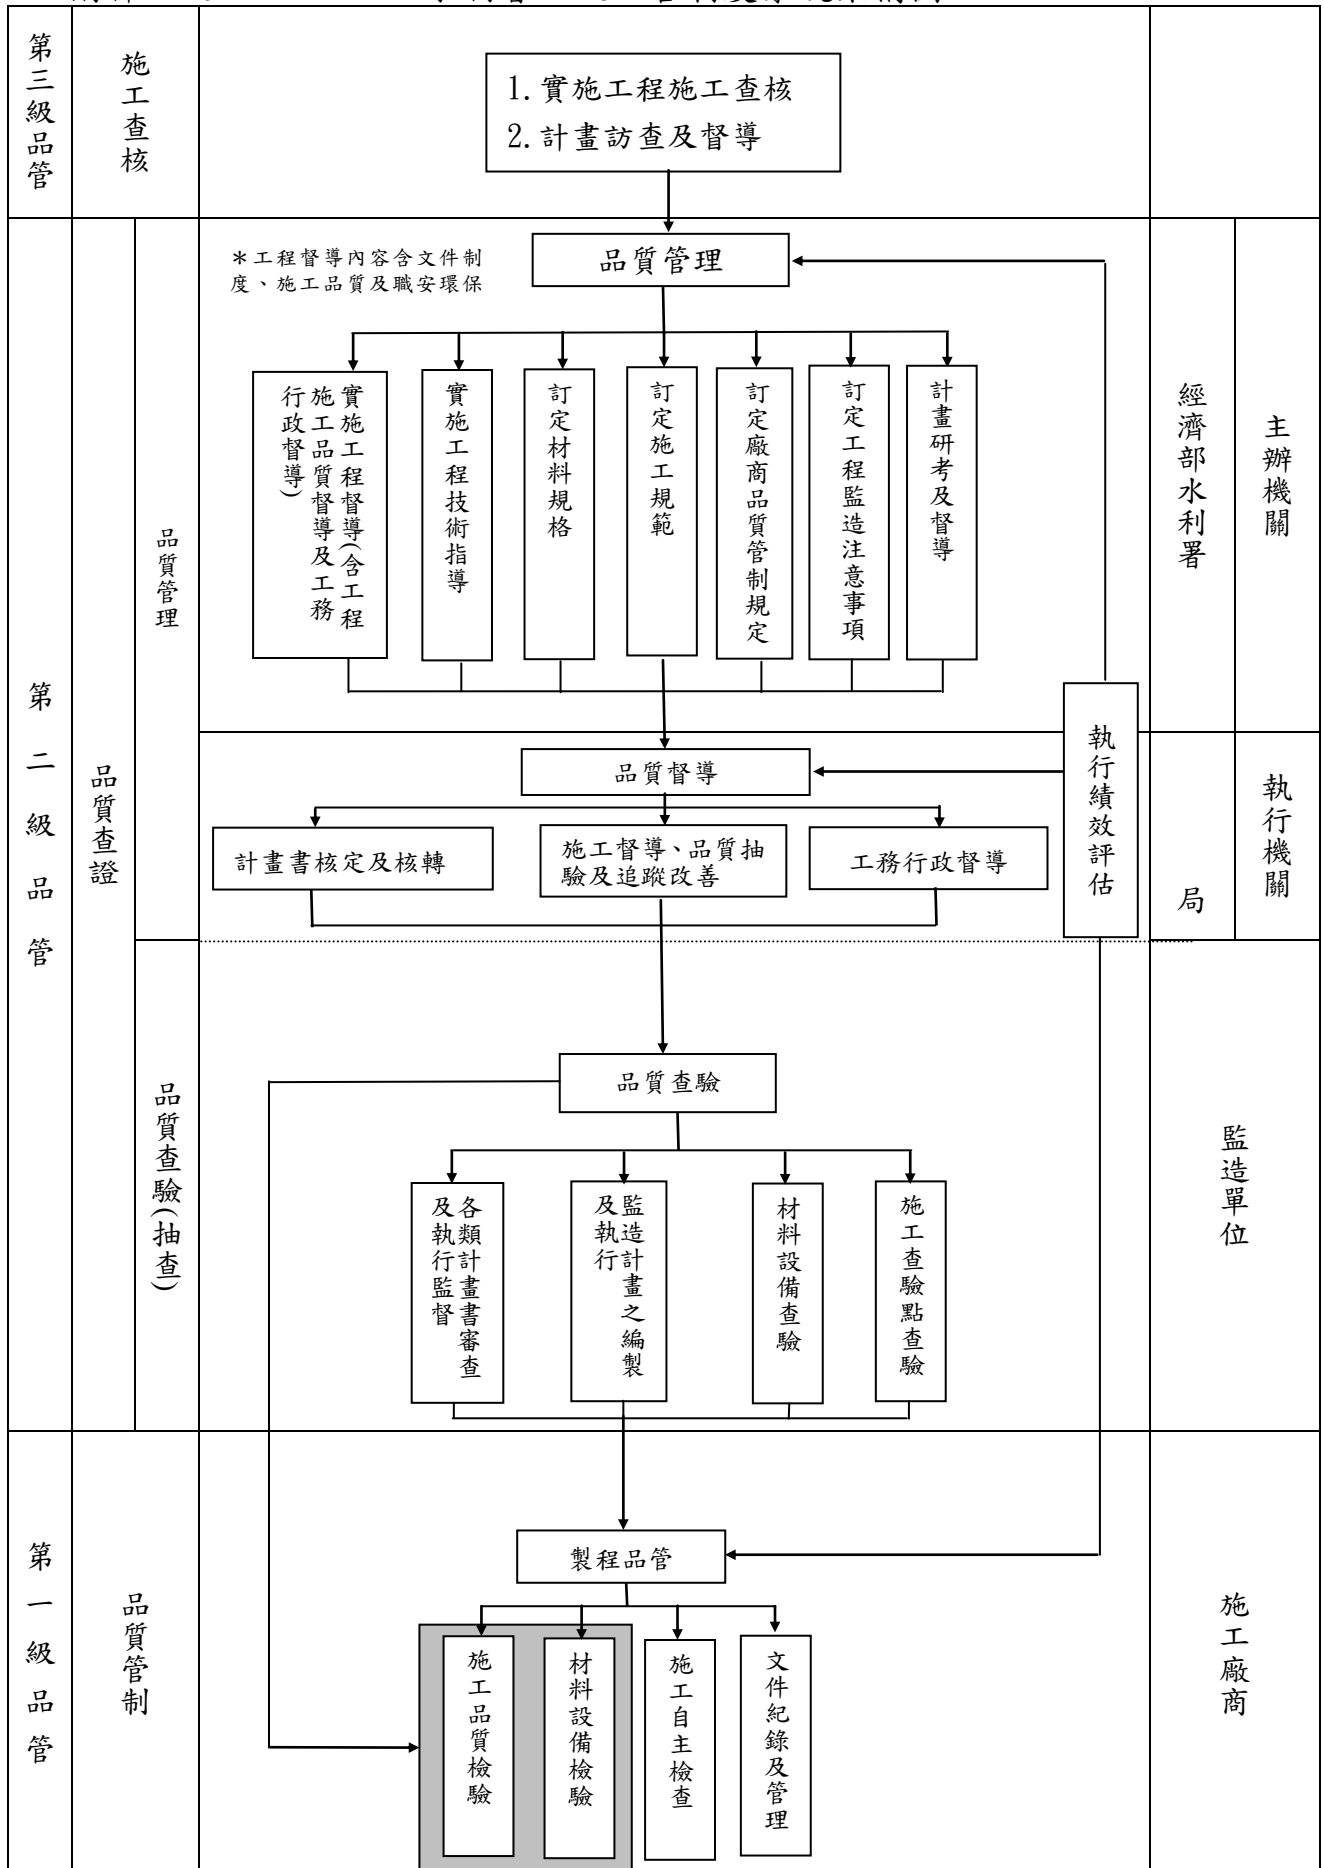 第三級品管
施工查核
1.實施工程施工查核
2.計畫訪查及督導
第二級品管
品質查證
品質管理
*工程督導內容含文件制
度、施工品質及職安環保
品質管理
實施工程督導(含工程
施工品質督導及工務
行政督導)
實施工程技術指導
訂定材料規格
訂定施工規範
訂定廠商品質管制規定
訂定工程監造注意事項
計畫研考及督導
經濟部水利署
主辦機關
執行績效評估
品質督導
計畫書核定及核轉
施工督導、品質抽
驗及追蹤改善
工務行政督導
局
執行機關
品質查驗(抽查)
品質查驗
各類計畫書審查
及執行監督
監造計畫之編製
及執行
材料設備查驗
施工查驗點查驗
監造單位
第一級品管
品質管制
製程品管
施工品質檢驗
材料設備檢驗
施工自主檢查
文件紀錄及管理
施工廠商